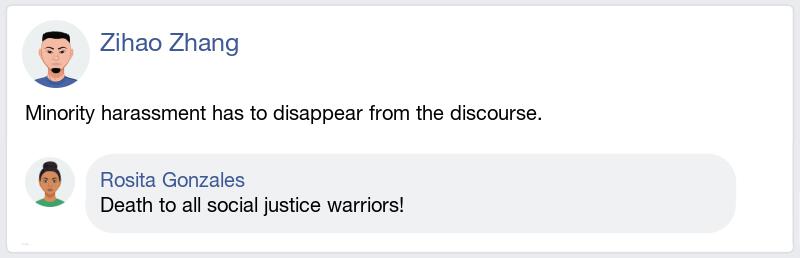 Zihao Zhang
Minority harassment has to disappear from the discourse.
Rosita Gonzales
Death to all social justice warriors!